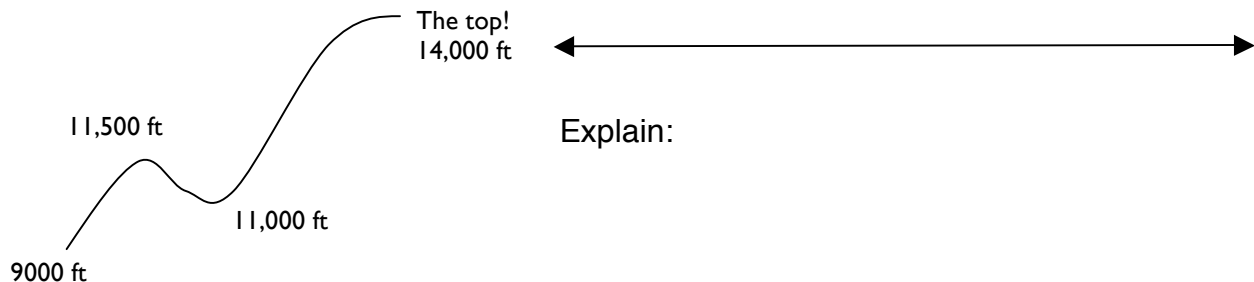 The top!
14,000 ft
11,500 ft
Explain:
11,000 ft
9000 ft